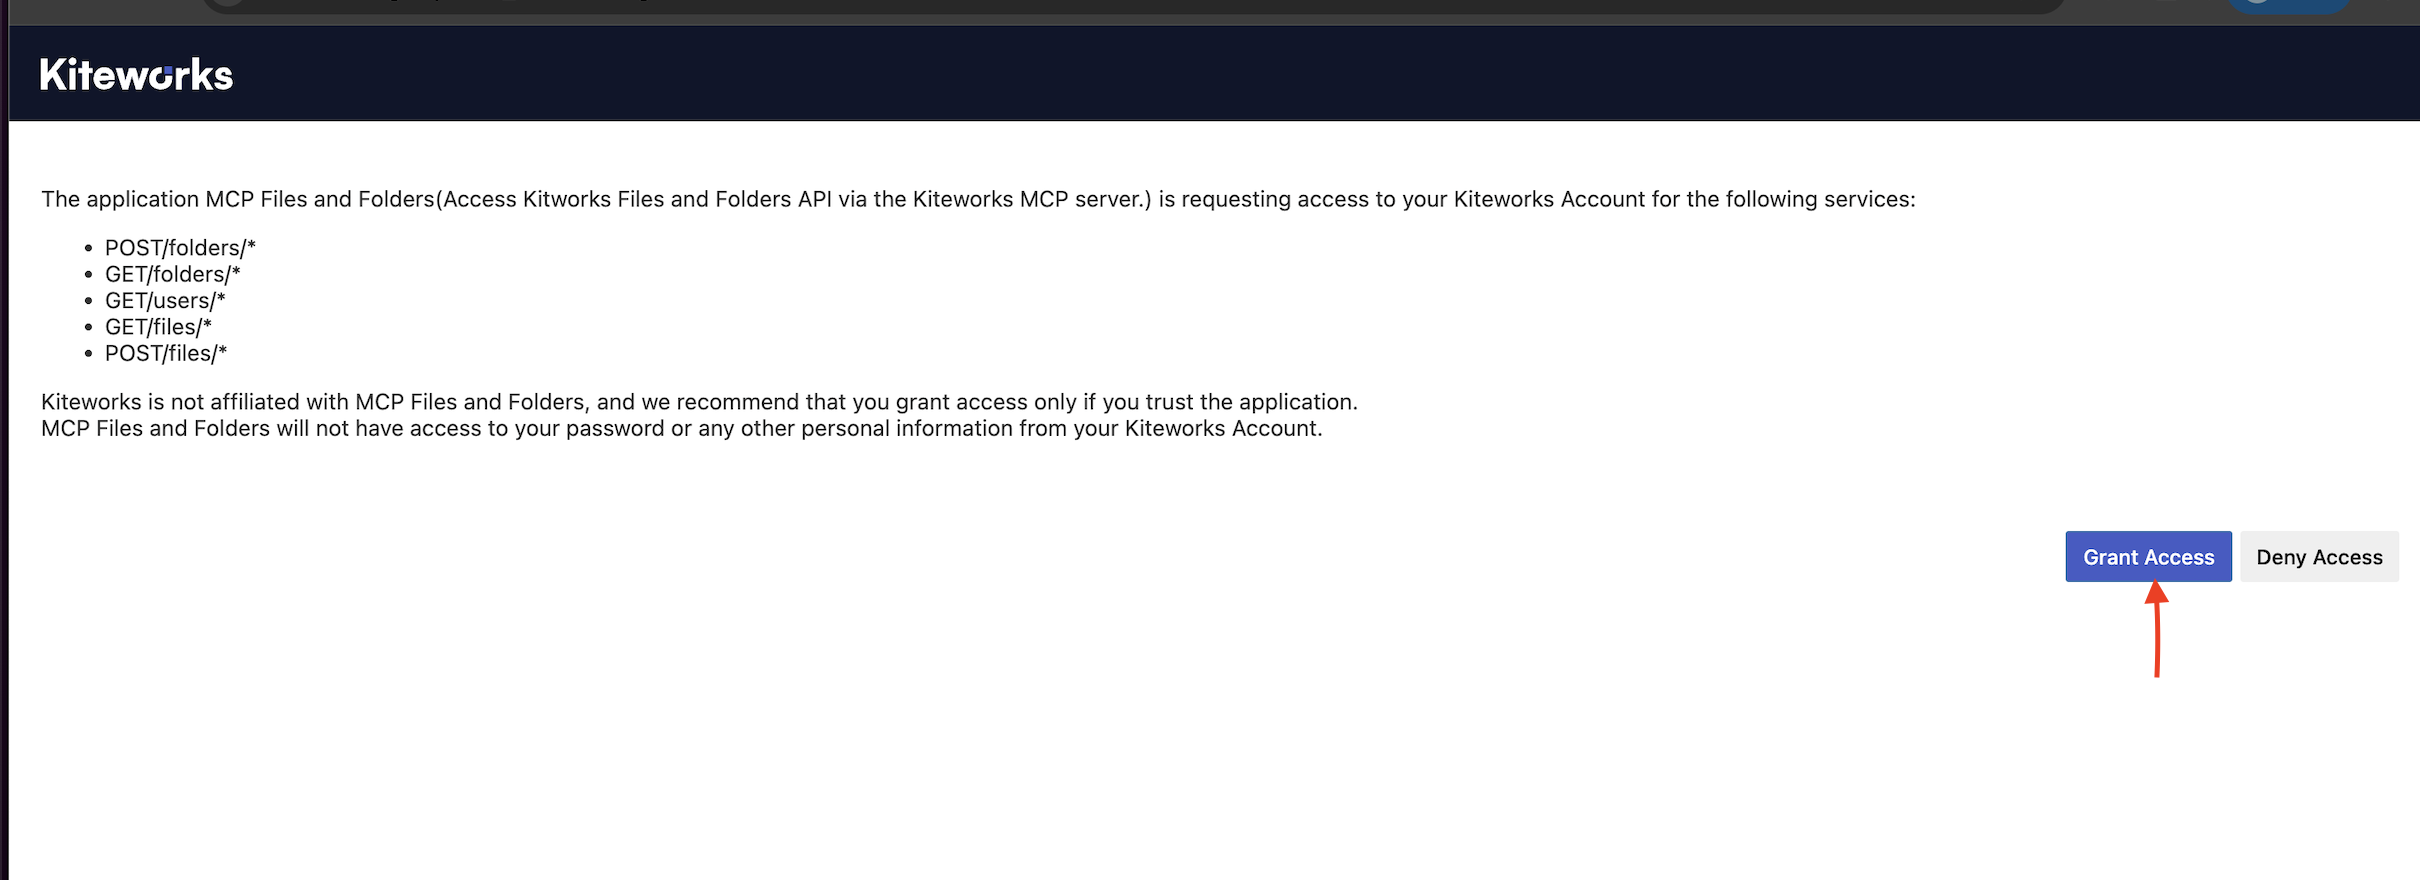 Kiteworks
The application MCP Files and Folders(Access Kitworks Files and Folders API via the Kiteworks MCP server.) is requesting access to your Kiteworks Account for the following services:
• POST/folders/*
• GET/folders/*
• GET/users/*
• GET/files/*
• POST/files/*
Kiteworks is not affiliated with MCP Files and Folders, and we recommend that you grant access only if you trust the application.
MCP Files and Folders will not have access to your password or any other personal information from your Kiteworks Account.
Grant Access
Deny Access